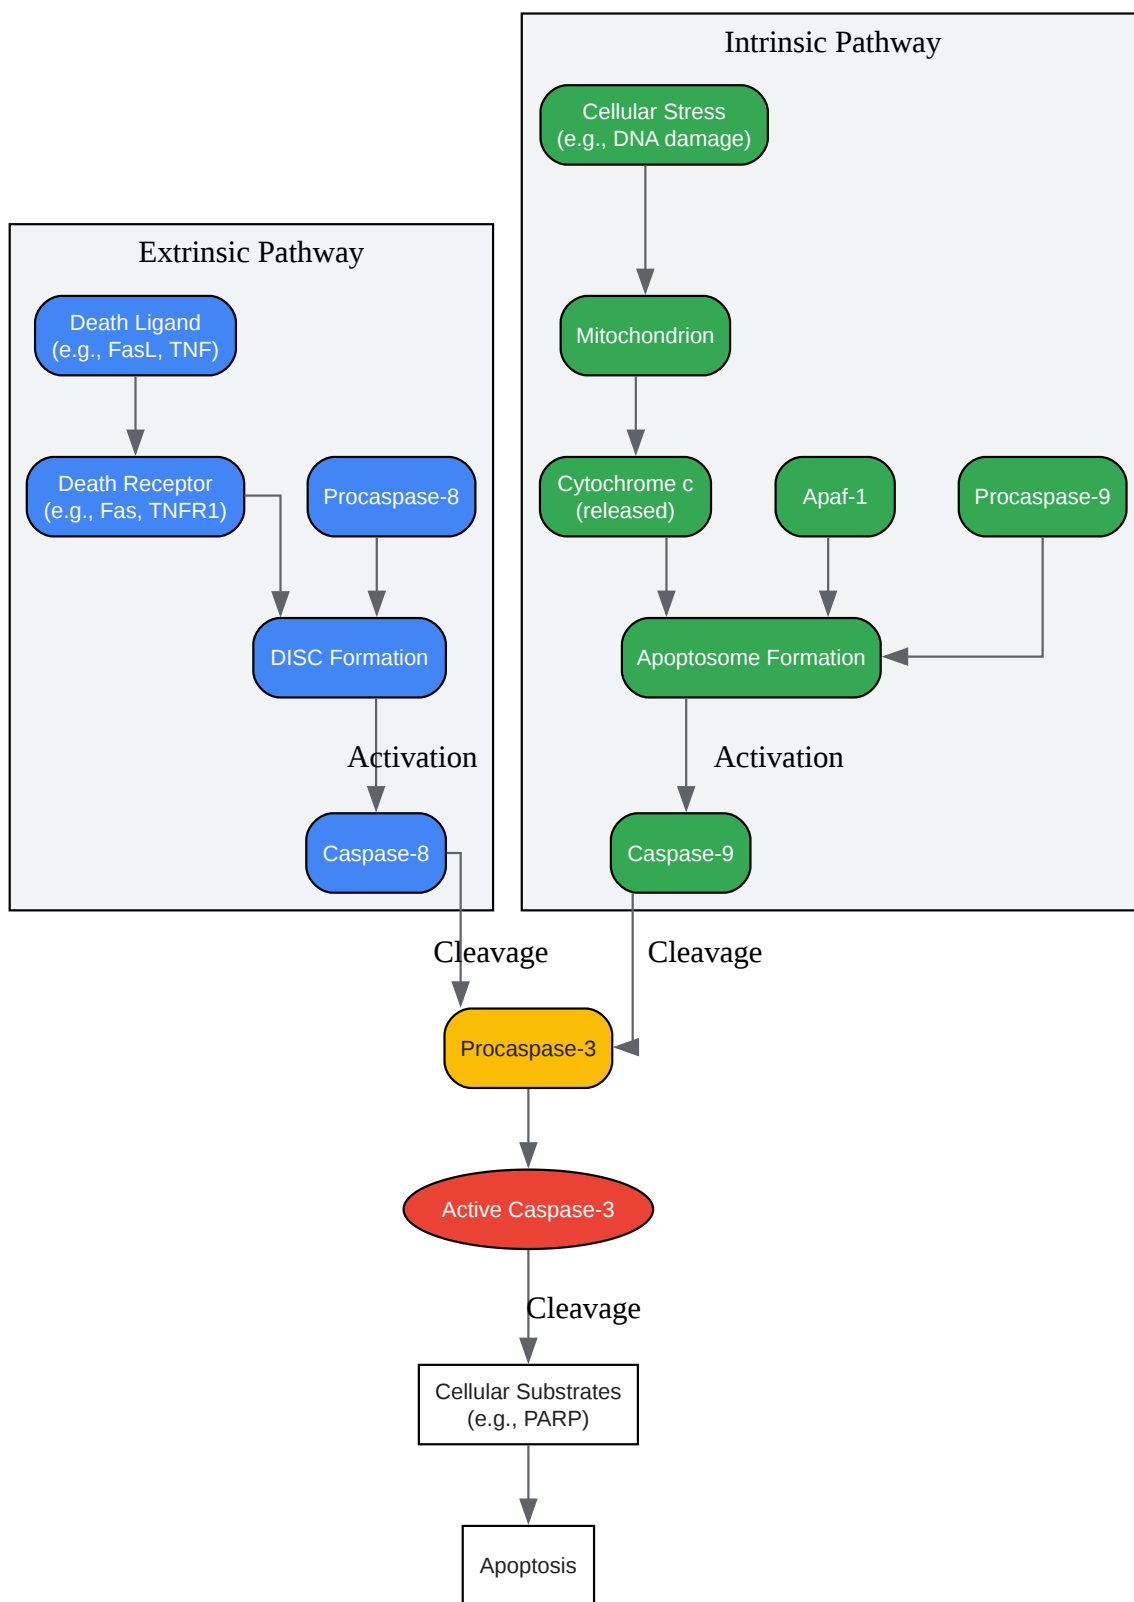 Intrinsic Pathway
Cellular Stress
(e.g., DNA damage)
Extrinsic Pathway
Death Ligand
(e.g., FasL, TNF)
Mitochondrion
Death Receptor
(e.g., Fas, TNFR1)
Procaspase-8
Cytochrome c
(released)
Apaf-1
Procaspase-9
DISC Formation
Apoptosome Formation
Activation
Activation
Caspase-8
Caspase-9
Cleavage
Cleavage
Procaspase-3
Active Caspase-3
Cleavage
Cellular Substrates
(e.g., PARP)
Apoptosis